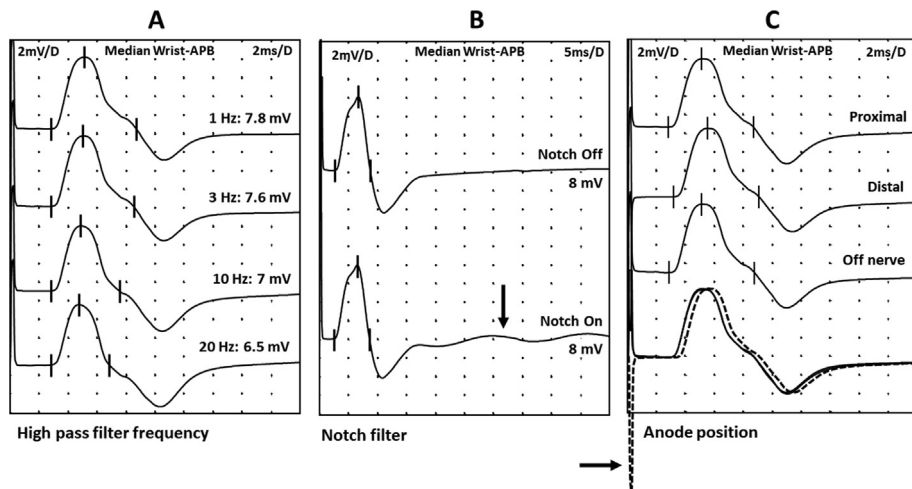 A
2mV/D Median Wrist-APB 2ms/D
1 Hz: 7.8 mV
3 Hz: 7.6 mV
10 Hz: 7 mV
20 Hz: 6.5 mV
High pass filter frequency
B
2mV/D Median Wrist-APB 5ms/D
Notch Off
8 mV
Notch On
8 mV
Notch filter
C
2mV/D Median Wrist-APB 2ms/D
Proximal
Distal
Off nerve
Anode position